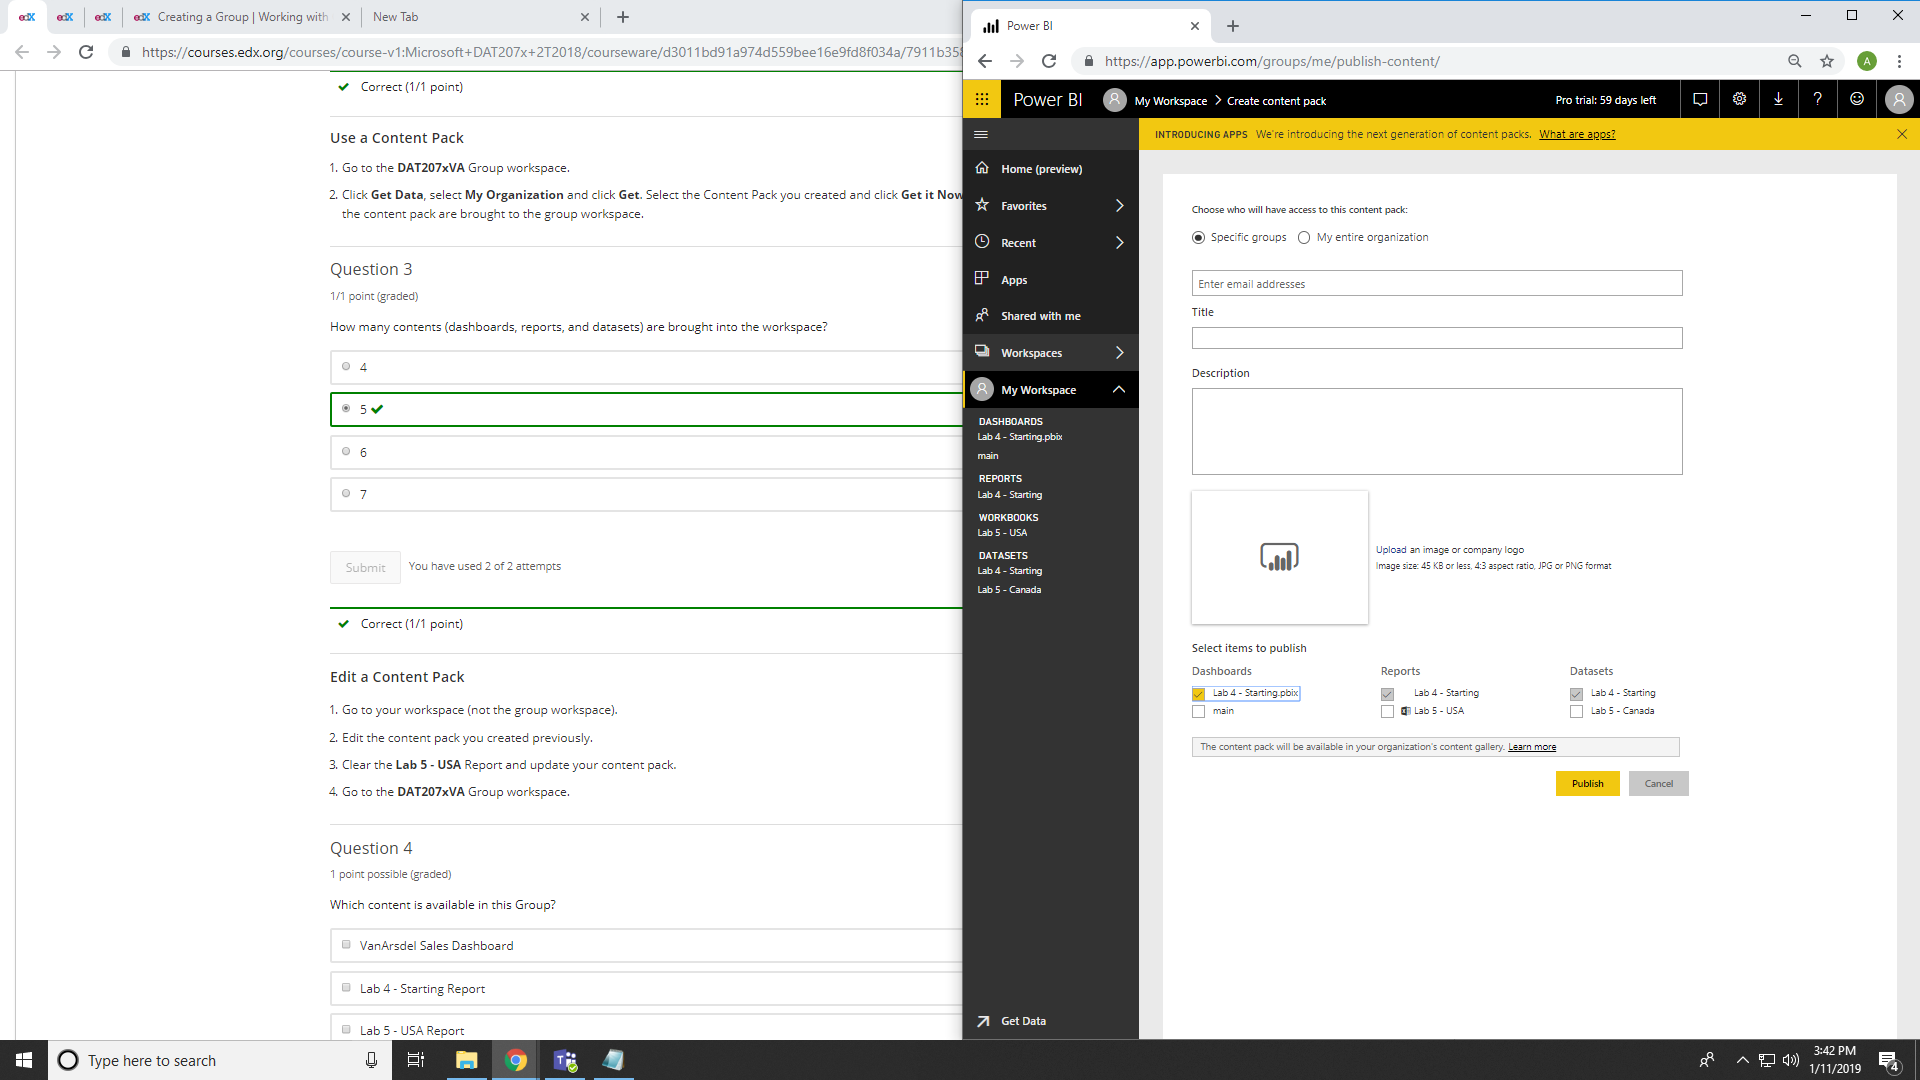 edX
edX
edX
edX Creating a Group | Working with
New Tab
https://courses.edx.org/courses/course-v1:Microsoft+DAT207x+2T2018/courseware/d3011bd91a974d559bee16e9fd8f034a/7911b358
Correct (1/1 point)
Use a Content Pack
1. Go to the DAT207xVA Group workspace.
2. Click Get Data, select My Organization and click Get. Select the Content Pack you created and click Get it Now
the content pack are brought to the group workspace.
Question 3
1/1 point (graded)
How many contents (dashboards, reports, and datasets) are brought into the workspace?
4
5
6
7
Submit
You have used 2 of 2 attempts
Correct (1/1 point)
Edit a Content Pack
1. Go to your workspace (not the group workspace).
2. Edit the content pack you created previously.
3. Clear the Lab 5 - USA Report and update your content pack.
4. Go to the DAT207xVA Group workspace.
Question 4
1 point possible (graded)
Which content is available in this Group?
VanArsdel Sales Dashboard
Lab 4 - Starting Report
Lab 5 - USA Report
Power BI
https://app.powerbi.com/groups/me/publish-content/
A
Power BI
My Workspace > Create content pack
Pro trial: 59 days left
?
INTRODUCING APPS We're introducing the next generation of content packs. What are apps?
Home (preview)
Favorites
Recent
Apps
Shared with me
Workspaces
My Workspace
DASHBOARDS
Lab 4 - Starting.pbix
main
REPORTS
Lab 4 - Starting
WORKBOOKS
Lab 5 - USA
DATASETS
Lab 4 - Starting
Lab 5 - Canada
Get Data
Choose who will have access to this content pack:
Specific groups
My entire organization
Enter email addresses
Title
Description
Upload an image or company logo
Image size: 45 KB or less, 4:3 aspect ratio, JPG or PNG format
Select items to publish
Dashboards
Reports
Datasets
Lab 4 - Starting.pbix
Lab 4 - Starting
Lab 4 - Starting
main
Lab 5 - USA
Lab 5 - Canada
The content pack will be available in your organization's content gallery. Learn more
Publish
Cancel
Type here to search
3:42 PM
1/11/2019
4